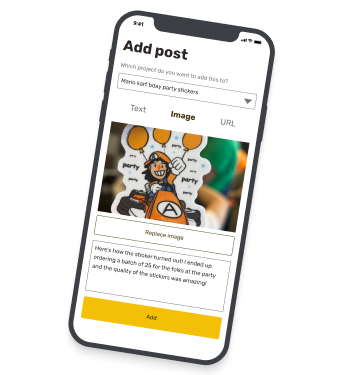 9:41
Add post
Which project do you want to add this to?
Mario kart bday party stickers
Text Image URL
party
party
party
party
party
A
Replace image
Here's how the sticker turned out! I ended up
ordering a batch of 25 for the folks at the party
and the quality of the stickers was amazing!
Add